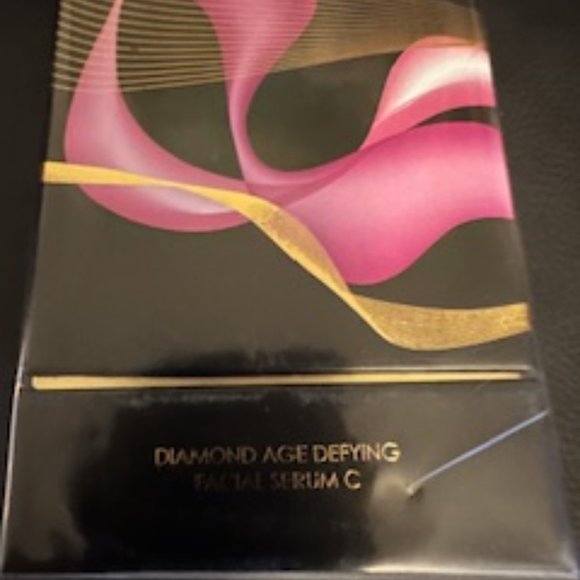 DIAMOND AGE DEFYING
FACIAL SERUM C